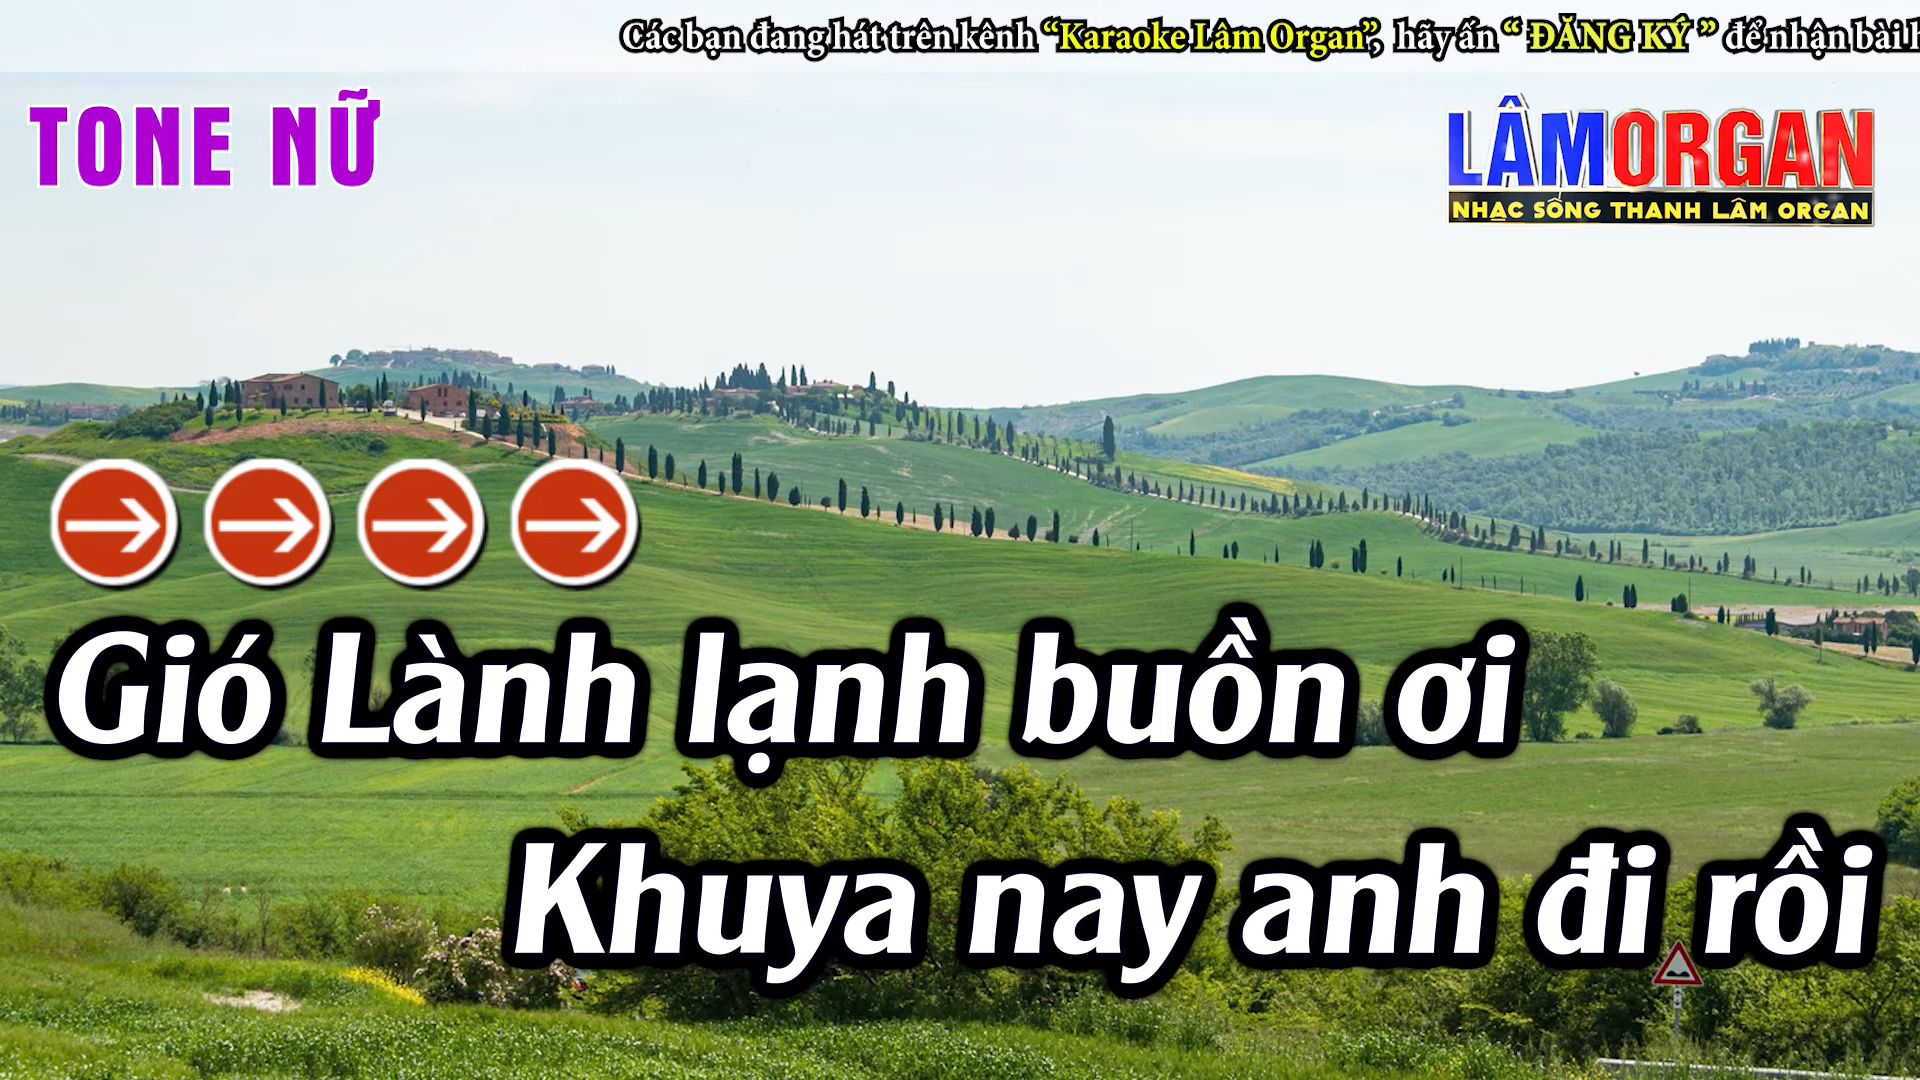 Các bạn đang hát trên kênh “Karaoke Lâm Organ”, hãy ấn “ ĐĂNG KÝ ” để nhận bài
TONE NỮ
LÂMORGAN
NHẠC SỐNG THANH LÂM ORGAN
Gió Lành lạnh buồn ơi
Khuya nay anh đi rồi